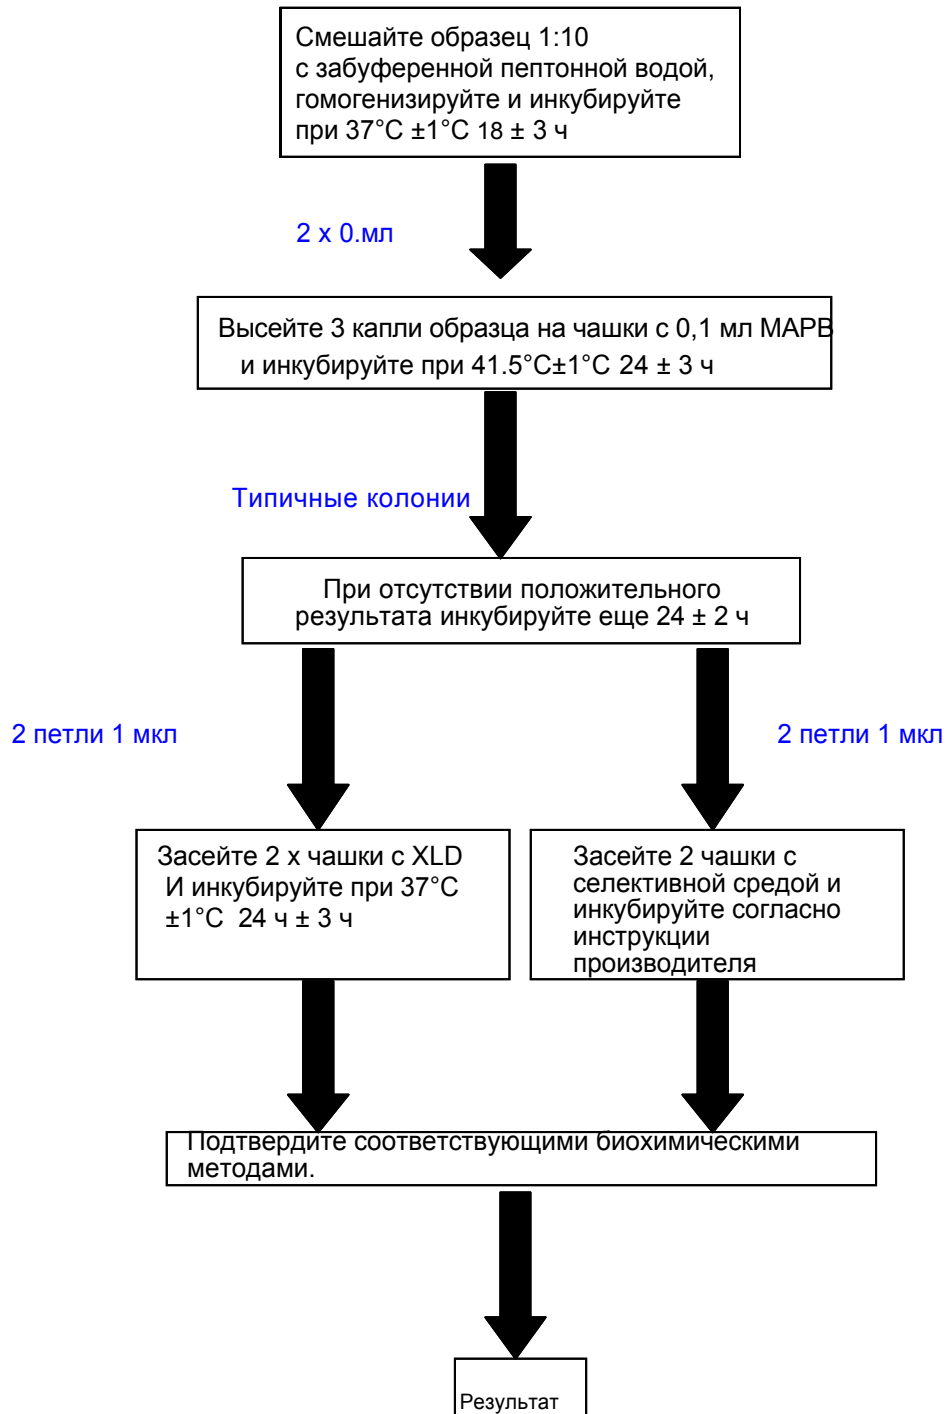 Смешайте образец 1:10
с забуференной пептонной водой,
гомогенизируйте и инкубируйте
при 37°C ±1°C 18 ± 3 ч
2 x 0.мл
Высейте 3 капли образца на чашки с 0,1 мл МАРВ
и инкубируйте при 41.5°C±1°C 24 ± 3 ч
Типичные колонии
При отсутствии положительного
результата инкубируйте еще 24 ± 2 ч
2 петли 1 мкл
2 петли 1 мкл
Засейте 2 x чашки с XLD
И инкубируйте при 37°C
±1°C 24 ч ± 3 ч
Засейте 2 чашки с
селективной средой и
инкубируйте согласно
инструкции
производителя
Подтвердите соответствующими биохимическими
методами.
Результат